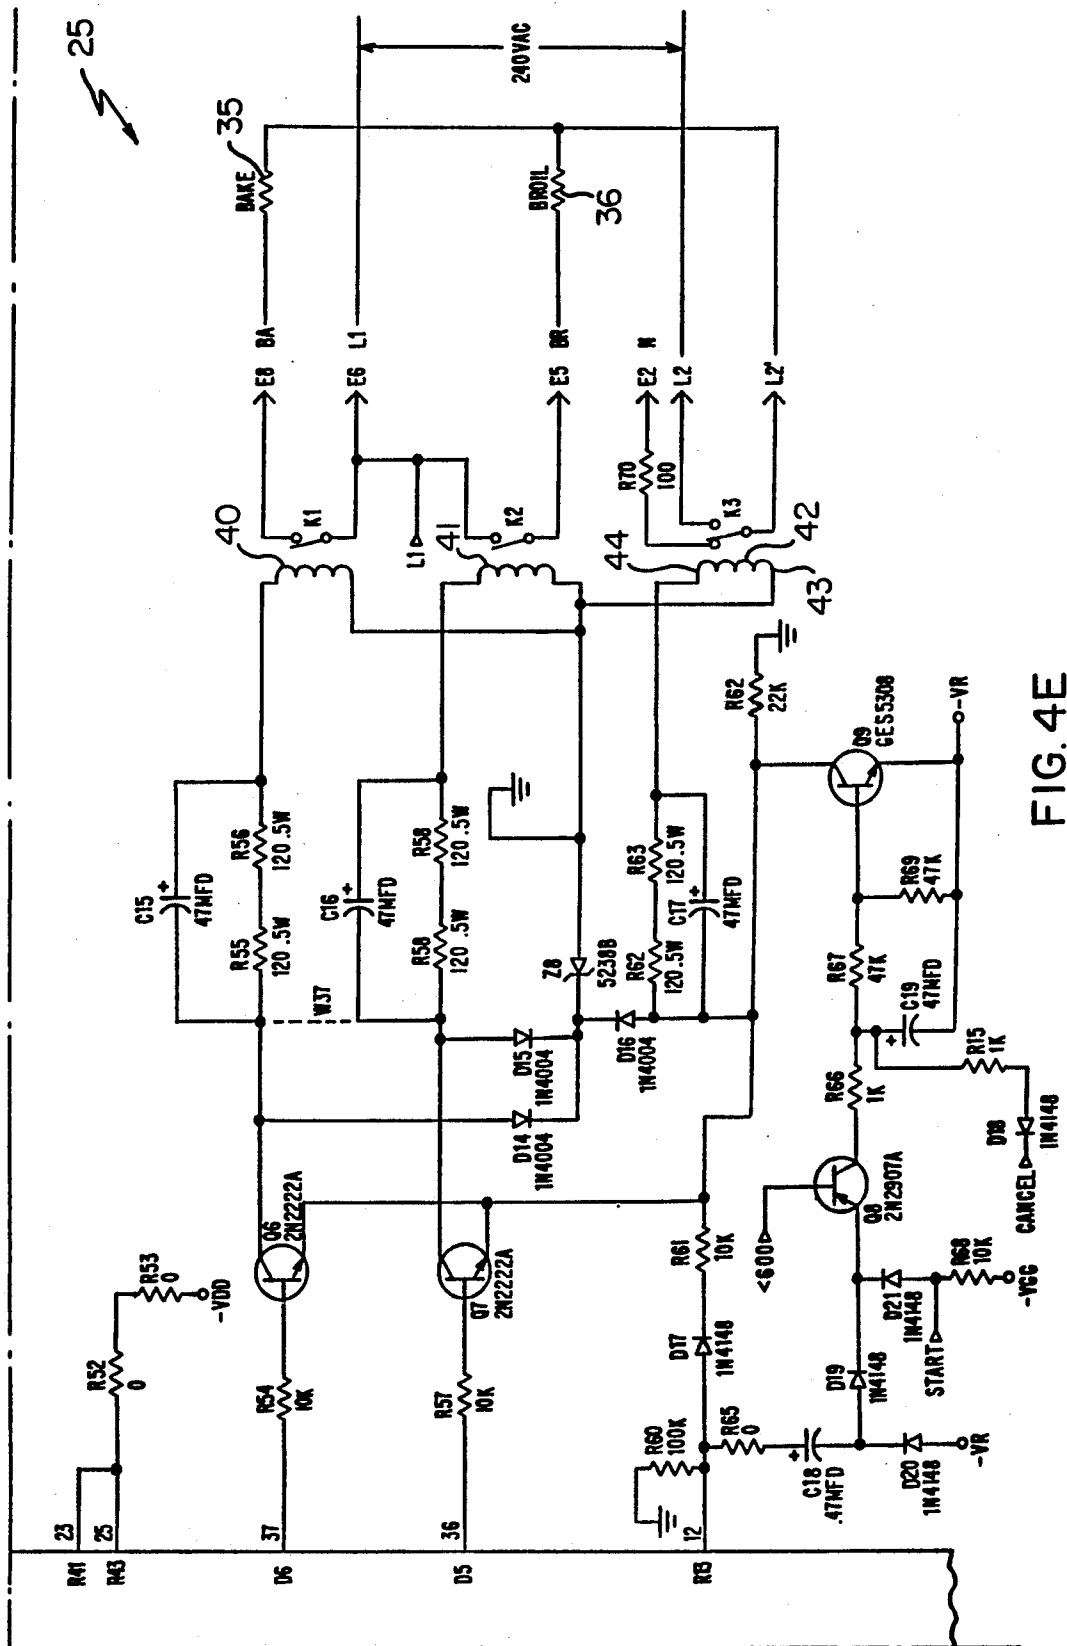 25
R41 23
R43 25
R52
0
R53
0
-VDD
C15 +
47MFD
R55
120 .5W
R56
120 .5W
40
K1
E8 BA
BAKE
35
D6 37
R54
10K
Q6
2N2222A
W37
C16 +
47MFD
E6 L1
L1
D5 36
R57
10K
Q7
2N2222A
R58
120 .5W
R58
120 .5W
41
K2
E5 BR
BROIL
36
240VAC
D14
1N4004
D15
1N4004
Z8
5238B
D16
1N4004
R62
120 .5W
R63
120 .5W
C17 +
47MFD
44
42
43
K3
R70
100
E2 N
L2
L2'
R13 12
R60
100K
D17
1N4148
R61
10K
R62
22K
R65
0
+
C18
.47MFD
D19
1N4148
D20
1N4148
-VR
<600
Q8
2N2907A
D21
1N4148
START
R68
10K
-VGG
R66
1K
R67
47K
+ C19
47MFD
R69
47K
Q9
GES5308
-VR
R15
1K
D18
1N4148
CANCEL
FIG. 4E